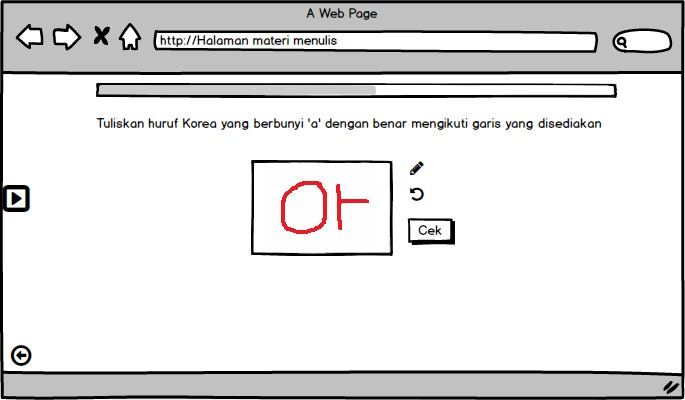 A Web Page
http://Halaman materi menulis
Tuliskan huruf Korea yang berbunyi 'a' dengan benar mengikuti garis yang disediakan
아
Cek